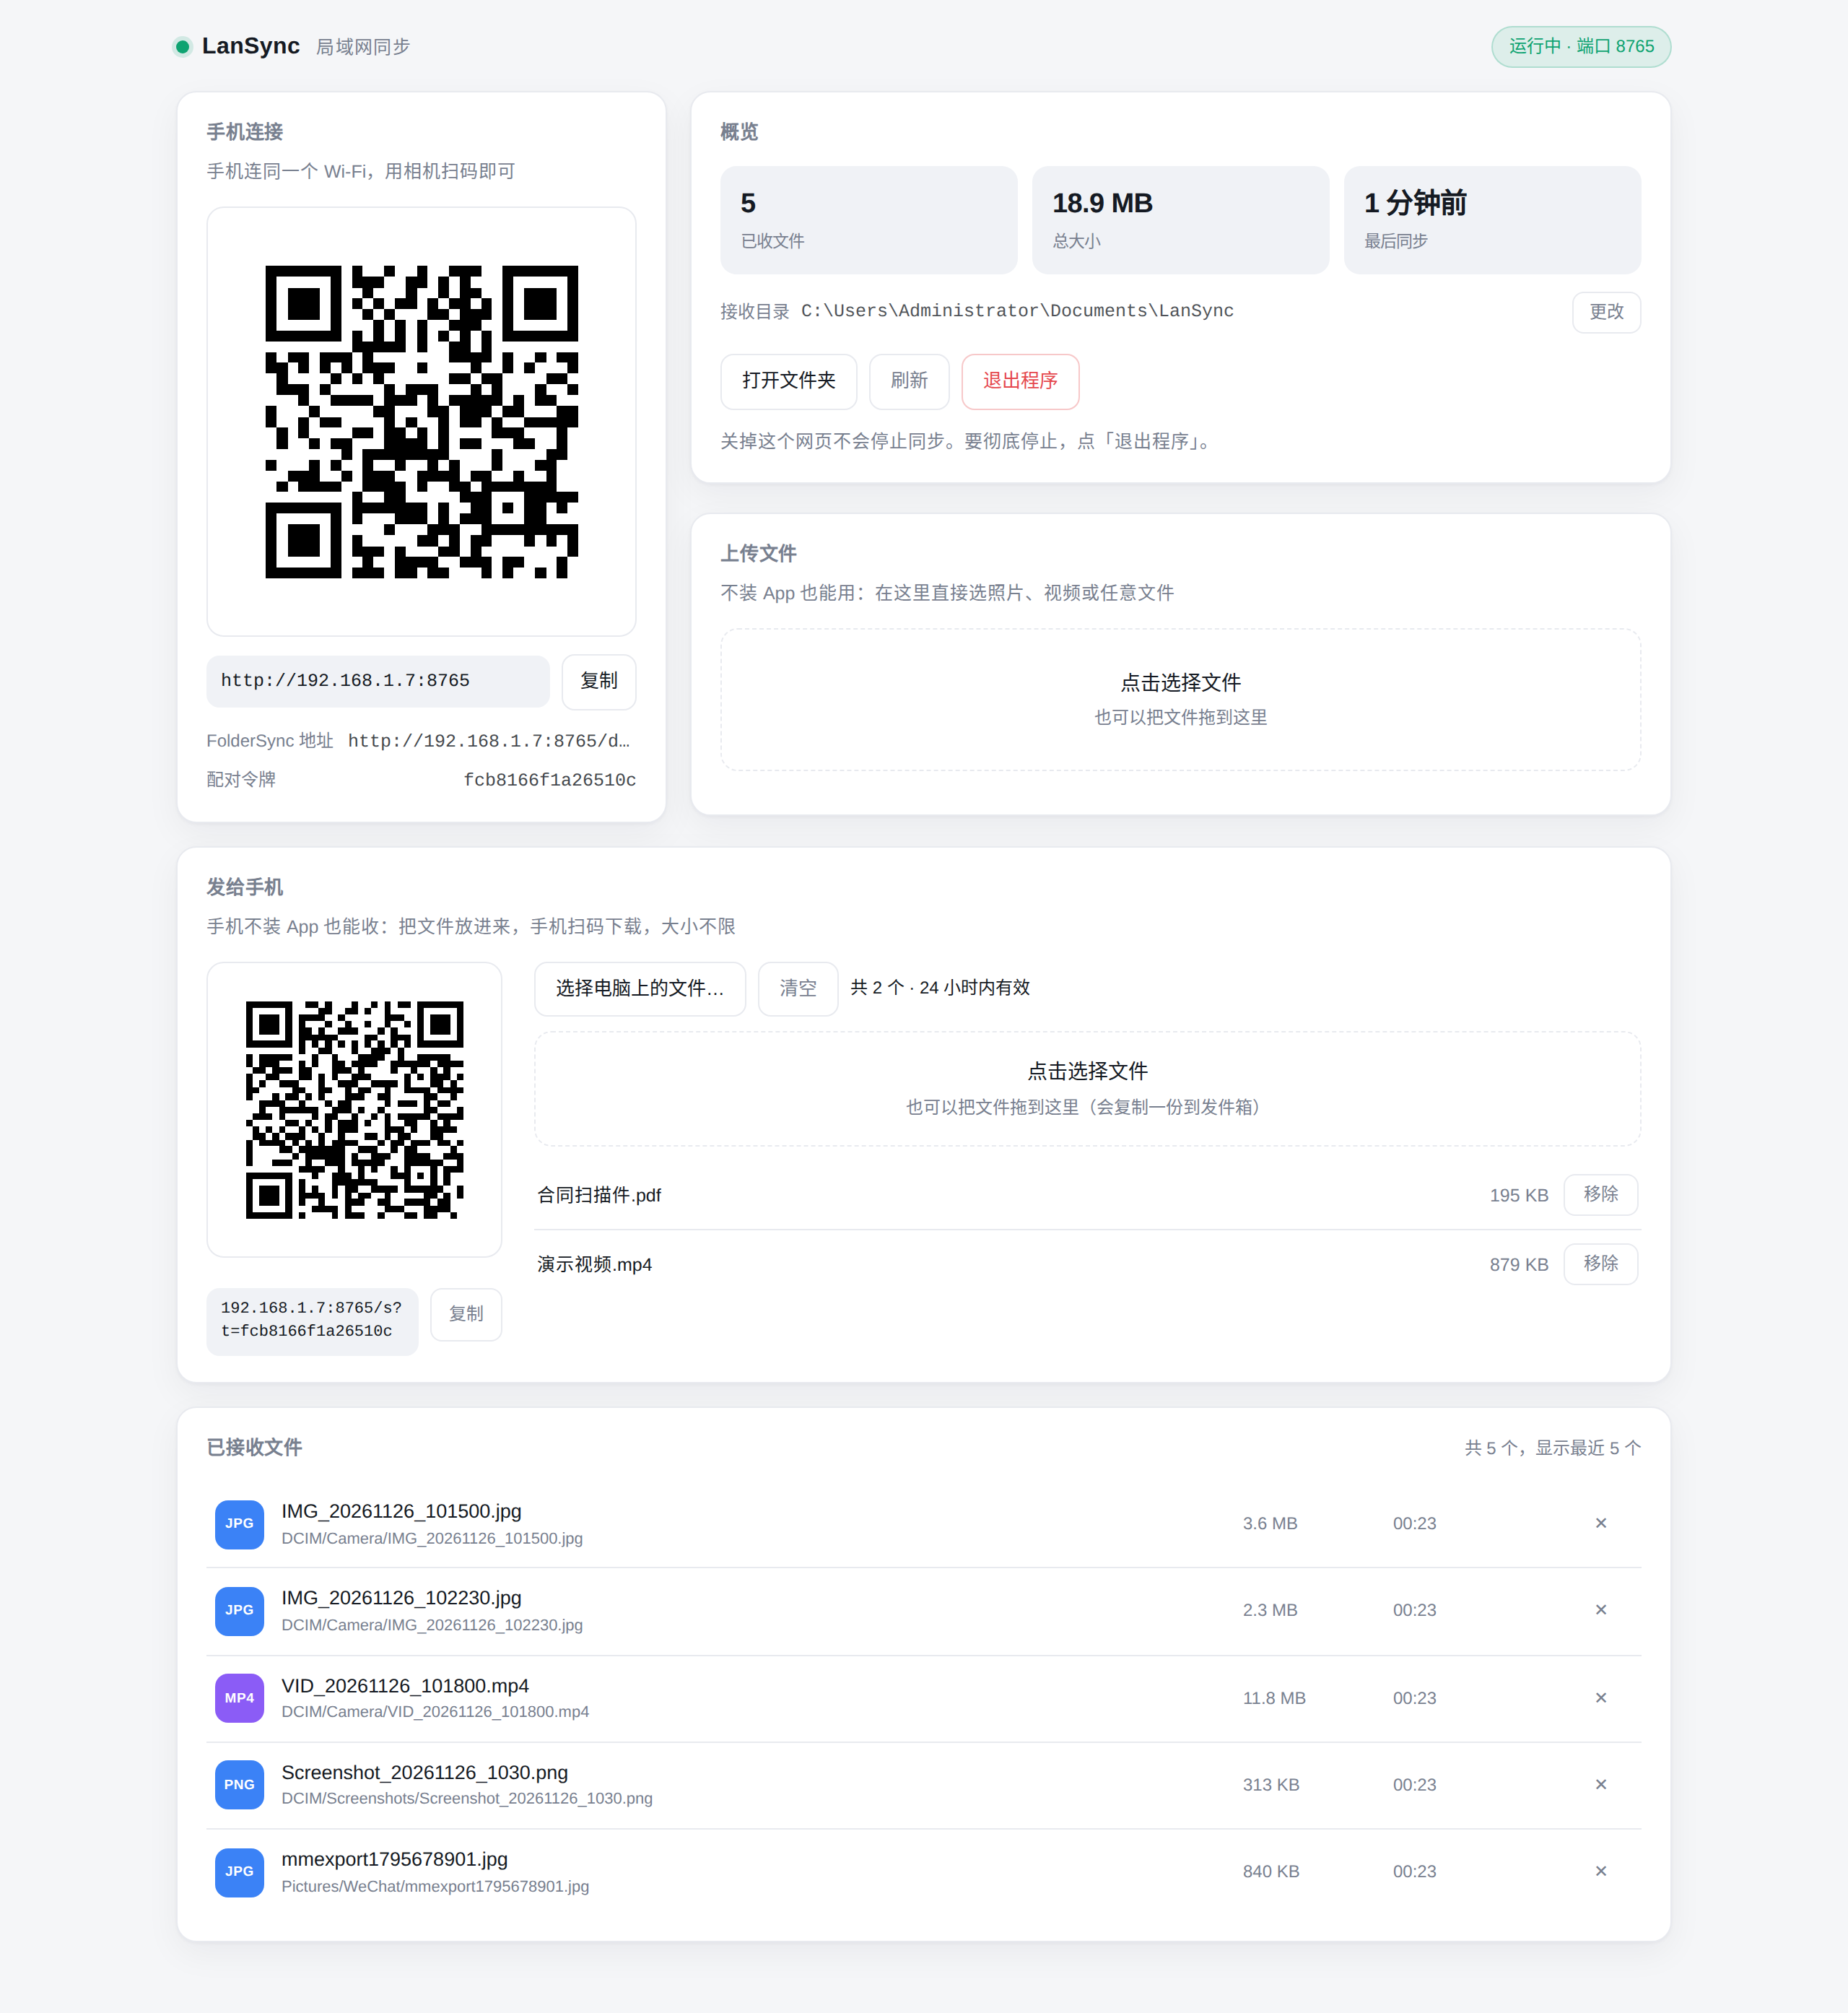 LanSync 局域网同步
运行中 · 端口 8765
手机连接
手机连同一个 Wi-Fi，用相机扫码即可
http://192.168.1.7:8765
复制
FolderSync 地址 http://192.168.1.7:8765/d…
配对令牌 fcb8166f1a26510c
概览
5
已收文件
18.9 MB
总大小
1 分钟前
最后同步
接收目录 C:\Users\Administrator\Documents\LanSync
更改
打开文件夹
刷新
退出程序
关掉这个网页不会停止同步。要彻底停止，点「退出程序」。
上传文件
不装 App 也能用：在这里直接选照片、视频或任意文件
点击选择文件
也可以把文件拖到这里
发给手机
手机不装 App 也能收：把文件放进来，手机扫码下载，大小不限
192.168.1.7:8765/s?
t=fcb8166f1a26510c
复制
选择电脑上的文件…
清空
共 2 个 · 24 小时内有效
点击选择文件
也可以把文件拖到这里（会复制一份到发件箱）
合同扫描件.pdf 195 KB 移除
演示视频.mp4 879 KB 移除
已接收文件
共 5 个，显示最近 5 个
JPG
IMG_20261126_101500.jpg
DCIM/Camera/IMG_20261126_101500.jpg
3.6 MB 00:23 ✕
JPG
IMG_20261126_102230.jpg
DCIM/Camera/IMG_20261126_102230.jpg
2.3 MB 00:23 ✕
MP4
VID_20261126_101800.mp4
DCIM/Camera/VID_20261126_101800.mp4
11.8 MB 00:23 ✕
PNG
Screenshot_20261126_1030.png
DCIM/Screenshots/Screenshot_20261126_1030.png
313 KB 00:23 ✕
JPG
mmexport1795678901.jpg
Pictures/WeChat/mmexport1795678901.jpg
840 KB 00:23 ✕